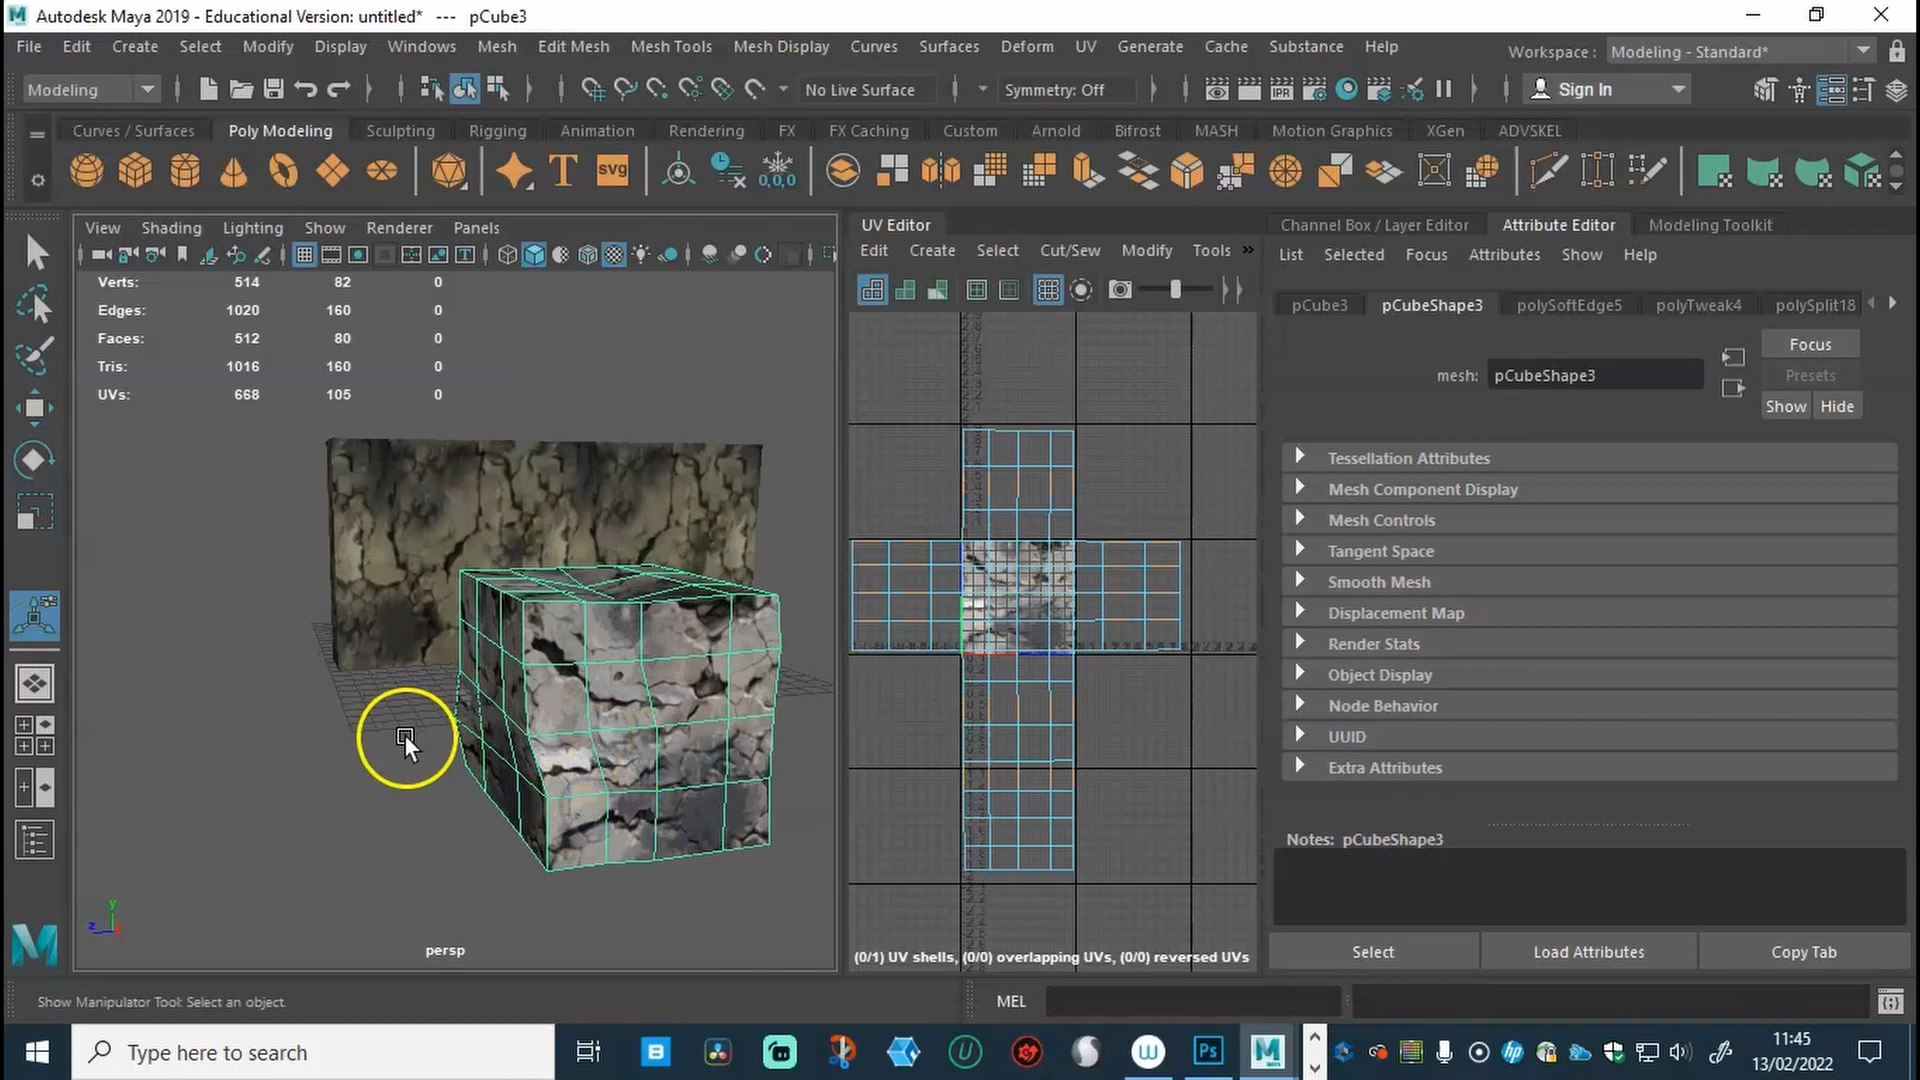 Autodesk Maya 2019 - Educational Version: untitled* --- pCube3
File Edit Create Select Modify Display Windows Mesh Edit Mesh Mesh Tools Mesh Display Curves Surfaces Deform UV Generate Cache Substance Help
Workspace : Modeling - Standard*
Modeling No Live Surface Symmetry: Off IPR Sign In
Curves / Surfaces Poly Modeling Sculpting Rigging Animation Rendering FX FX Caching Custom Arnold Bifrost MASH Motion Graphics XGen ADVSKEL
T svg 0,0,0
View Shading Lighting Show Renderer Panels
Verts: 514 82 0
Edges: 1020 160 0
Faces: 512 80 0
Tris: 1016 160 0
UVs: 668 105 0
y
z
persp
UV Editor
Edit Create Select Cut/Sew Modify Tools »
(0/1) UV shells, (0/0) overlapping UVs, (0/0) reversed UVs
Channel Box / Layer Editor Attribute Editor Modeling Toolkit
List Selected Focus Attributes Show Help
pCube3 pCubeShape3 polySoftEdge5 polyTweak4 polySplit18
Focus
mesh: pCubeShape3 Presets
Show Hide
Tessellation Attributes
Mesh Component Display
Mesh Controls
Tangent Space
Smooth Mesh
Displacement Map
Render Stats
Object Display
Node Behavior
UUID
Extra Attributes
Notes: pCubeShape3
Select Load Attributes Copy Tab
Show Manipulator Tool: Select an object. MEL
Type here to search
Ps
11:45
13/02/2022